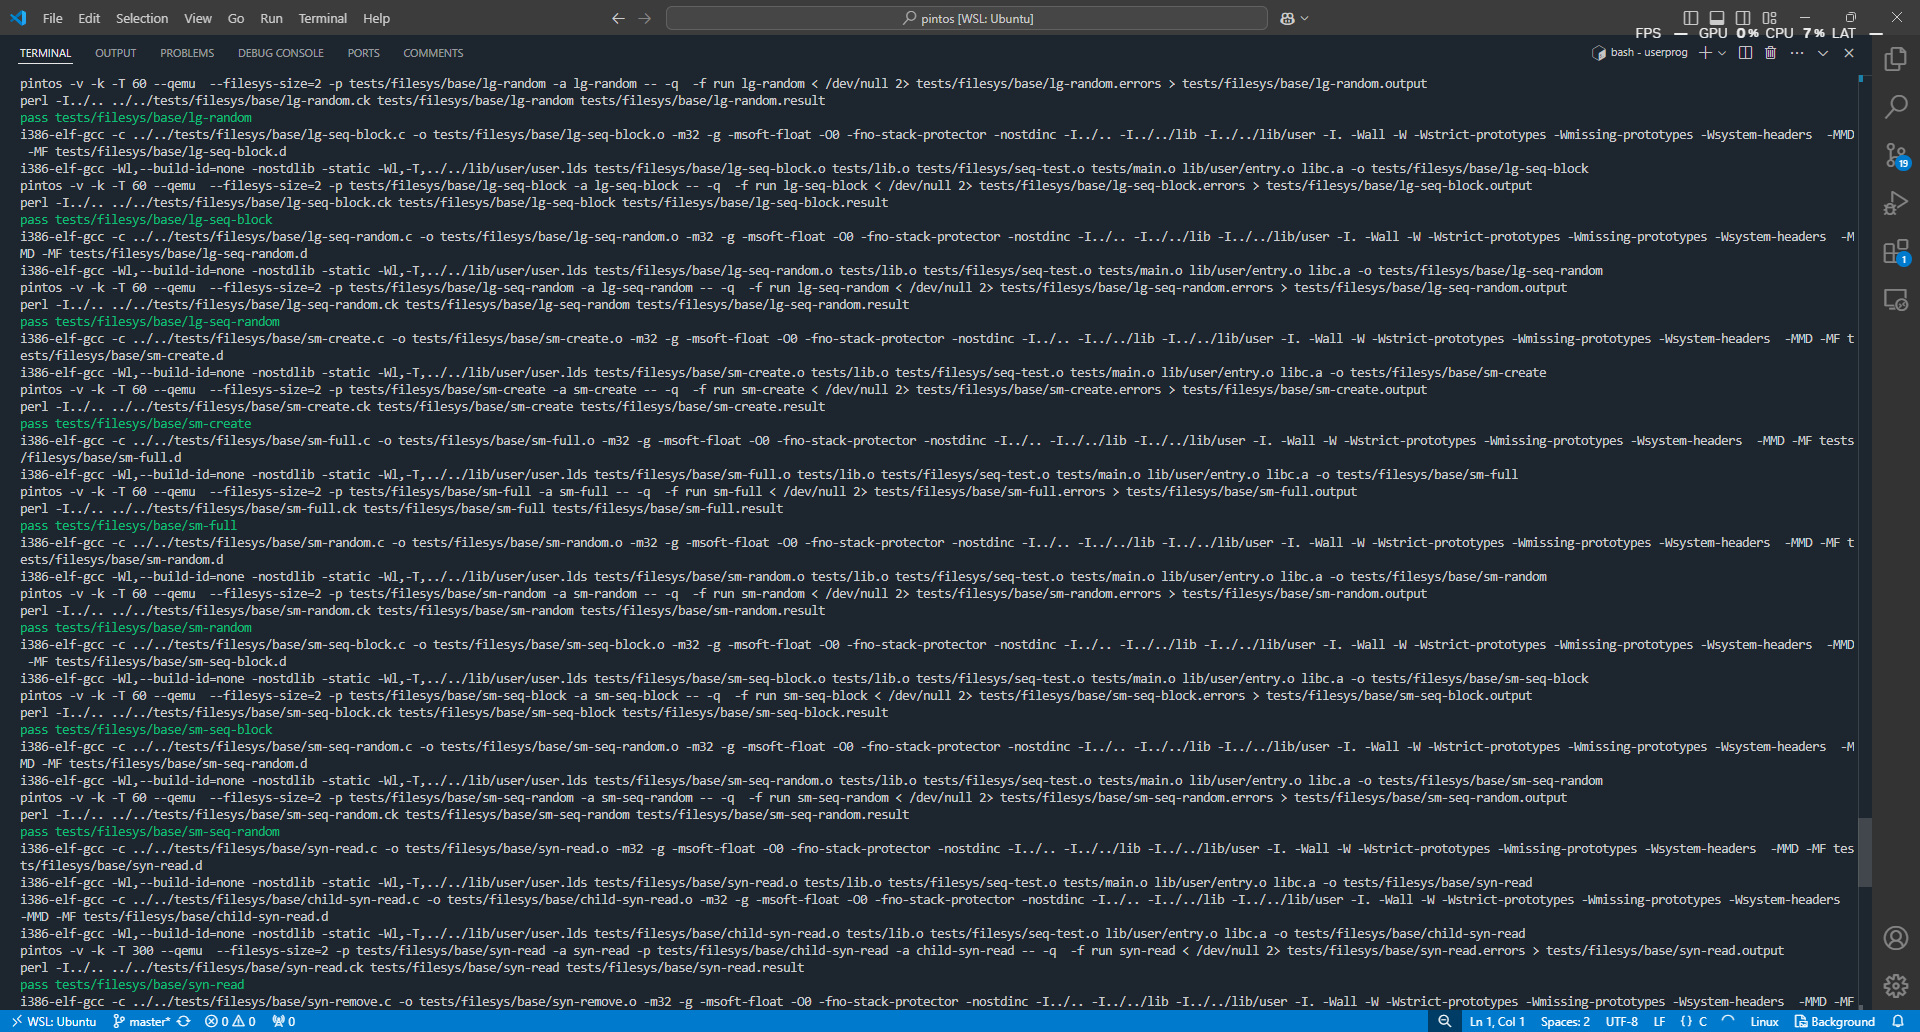 File Edit Selection View Go Run Terminal Help
pintos [WSL: Ubuntu]
FPS — GPU 0 % CPU 7 % LAT —
TERMINAL OUTPUT PROBLEMS DEBUG CONSOLE PORTS COMMENTS
bash - userprog
pintos -v -k -T 60 --qemu  --filesys-size=2 -p tests/filesys/base/lg-random -a lg-random -- -q  -f run lg-random < /dev/null 2> tests/filesys/base/lg-random.errors > tests/filesys/base/lg-random.output
perl -I../.. ../../tests/filesys/base/lg-random.ck tests/filesys/base/lg-random tests/filesys/base/lg-random.result
pass tests/filesys/base/lg-random
i386-elf-gcc -c ../../tests/filesys/base/lg-seq-block.c -o tests/filesys/base/lg-seq-block.o -m32 -g -msoft-float -O0 -fno-stack-protector -nostdinc -I../.. -I../../lib -I../../lib/user -I. -Wall -W -Wstrict-prototypes -Wmissing-prototypes -Wsystem-headers  -MMD
 -MF tests/filesys/base/lg-seq-block.d
i386-elf-gcc -Wl,--build-id=none -nostdlib -static -Wl,-T,../../lib/user/user.lds tests/filesys/base/lg-seq-block.o tests/lib.o tests/filesys/seq-test.o tests/main.o lib/user/entry.o libc.a -o tests/filesys/base/lg-seq-block
pintos -v -k -T 60 --qemu  --filesys-size=2 -p tests/filesys/base/lg-seq-block -a lg-seq-block -- -q  -f run lg-seq-block < /dev/null 2> tests/filesys/base/lg-seq-block.errors > tests/filesys/base/lg-seq-block.output
perl -I../.. ../../tests/filesys/base/lg-seq-block.ck tests/filesys/base/lg-seq-block tests/filesys/base/lg-seq-block.result
pass tests/filesys/base/lg-seq-block
i386-elf-gcc -c ../../tests/filesys/base/lg-seq-random.c -o tests/filesys/base/lg-seq-random.o -m32 -g -msoft-float -O0 -fno-stack-protector -nostdinc -I../.. -I../../lib -I../../lib/user -I. -Wall -W -Wstrict-prototypes -Wmissing-prototypes -Wsystem-headers  -M
MD -MF tests/filesys/base/lg-seq-random.d
i386-elf-gcc -Wl,--build-id=none -nostdlib -static -Wl,-T,../../lib/user/user.lds tests/filesys/base/lg-seq-random.o tests/lib.o tests/filesys/seq-test.o tests/main.o lib/user/entry.o libc.a -o tests/filesys/base/lg-seq-random
pintos -v -k -T 60 --qemu  --filesys-size=2 -p tests/filesys/base/lg-seq-random -a lg-seq-random -- -q  -f run lg-seq-random < /dev/null 2> tests/filesys/base/lg-seq-random.errors > tests/filesys/base/lg-seq-random.output
perl -I../.. ../../tests/filesys/base/lg-seq-random.ck tests/filesys/base/lg-seq-random tests/filesys/base/lg-seq-random.result
pass tests/filesys/base/lg-seq-random
i386-elf-gcc -c ../../tests/filesys/base/sm-create.c -o tests/filesys/base/sm-create.o -m32 -g -msoft-float -O0 -fno-stack-protector -nostdinc -I../.. -I../../lib -I../../lib/user -I. -Wall -W -Wstrict-prototypes -Wmissing-prototypes -Wsystem-headers  -MMD -MF t
ests/filesys/base/sm-create.d
i386-elf-gcc -Wl,--build-id=none -nostdlib -static -Wl,-T,../../lib/user/user.lds tests/filesys/base/sm-create.o tests/lib.o tests/filesys/seq-test.o tests/main.o lib/user/entry.o libc.a -o tests/filesys/base/sm-create
pintos -v -k -T 60 --qemu  --filesys-size=2 -p tests/filesys/base/sm-create -a sm-create -- -q  -f run sm-create < /dev/null 2> tests/filesys/base/sm-create.errors > tests/filesys/base/sm-create.output
perl -I../.. ../../tests/filesys/base/sm-create.ck tests/filesys/base/sm-create tests/filesys/base/sm-create.result
pass tests/filesys/base/sm-create
i386-elf-gcc -c ../../tests/filesys/base/sm-full.c -o tests/filesys/base/sm-full.o -m32 -g -msoft-float -O0 -fno-stack-protector -nostdinc -I../.. -I../../lib -I../../lib/user -I. -Wall -W -Wstrict-prototypes -Wmissing-prototypes -Wsystem-headers  -MMD -MF tests
/filesys/base/sm-full.d
i386-elf-gcc -Wl,--build-id=none -nostdlib -static -Wl,-T,../../lib/user/user.lds tests/filesys/base/sm-full.o tests/lib.o tests/filesys/seq-test.o tests/main.o lib/user/entry.o libc.a -o tests/filesys/base/sm-full
pintos -v -k -T 60 --qemu  --filesys-size=2 -p tests/filesys/base/sm-full -a sm-full -- -q  -f run sm-full < /dev/null 2> tests/filesys/base/sm-full.errors > tests/filesys/base/sm-full.output
perl -I../.. ../../tests/filesys/base/sm-full.ck tests/filesys/base/sm-full tests/filesys/base/sm-full.result
pass tests/filesys/base/sm-full
i386-elf-gcc -c ../../tests/filesys/base/sm-random.c -o tests/filesys/base/sm-random.o -m32 -g -msoft-float -O0 -fno-stack-protector -nostdinc -I../.. -I../../lib -I../../lib/user -I. -Wall -W -Wstrict-prototypes -Wmissing-prototypes -Wsystem-headers  -MMD -MF t
ests/filesys/base/sm-random.d
i386-elf-gcc -Wl,--build-id=none -nostdlib -static -Wl,-T,../../lib/user/user.lds tests/filesys/base/sm-random.o tests/lib.o tests/filesys/seq-test.o tests/main.o lib/user/entry.o libc.a -o tests/filesys/base/sm-random
pintos -v -k -T 60 --qemu  --filesys-size=2 -p tests/filesys/base/sm-random -a sm-random -- -q  -f run sm-random < /dev/null 2> tests/filesys/base/sm-random.errors > tests/filesys/base/sm-random.output
perl -I../.. ../../tests/filesys/base/sm-random.ck tests/filesys/base/sm-random tests/filesys/base/sm-random.result
pass tests/filesys/base/sm-random
i386-elf-gcc -c ../../tests/filesys/base/sm-seq-block.c -o tests/filesys/base/sm-seq-block.o -m32 -g -msoft-float -O0 -fno-stack-protector -nostdinc -I../.. -I../../lib -I../../lib/user -I. -Wall -W -Wstrict-prototypes -Wmissing-prototypes -Wsystem-headers  -MMD
 -MF tests/filesys/base/sm-seq-block.d
i386-elf-gcc -Wl,--build-id=none -nostdlib -static -Wl,-T,../../lib/user/user.lds tests/filesys/base/sm-seq-block.o tests/lib.o tests/filesys/seq-test.o tests/main.o lib/user/entry.o libc.a -o tests/filesys/base/sm-seq-block
pintos -v -k -T 60 --qemu  --filesys-size=2 -p tests/filesys/base/sm-seq-block -a sm-seq-block -- -q  -f run sm-seq-block < /dev/null 2> tests/filesys/base/sm-seq-block.errors > tests/filesys/base/sm-seq-block.output
perl -I../.. ../../tests/filesys/base/sm-seq-block.ck tests/filesys/base/sm-seq-block tests/filesys/base/sm-seq-block.result
pass tests/filesys/base/sm-seq-block
i386-elf-gcc -c ../../tests/filesys/base/sm-seq-random.c -o tests/filesys/base/sm-seq-random.o -m32 -g -msoft-float -O0 -fno-stack-protector -nostdinc -I../.. -I../../lib -I../../lib/user -I. -Wall -W -Wstrict-prototypes -Wmissing-prototypes -Wsystem-headers  -M
MD -MF tests/filesys/base/sm-seq-random.d
i386-elf-gcc -Wl,--build-id=none -nostdlib -static -Wl,-T,../../lib/user/user.lds tests/filesys/base/sm-seq-random.o tests/lib.o tests/filesys/seq-test.o tests/main.o lib/user/entry.o libc.a -o tests/filesys/base/sm-seq-random
pintos -v -k -T 60 --qemu  --filesys-size=2 -p tests/filesys/base/sm-seq-random -a sm-seq-random -- -q  -f run sm-seq-random < /dev/null 2> tests/filesys/base/sm-seq-random.errors > tests/filesys/base/sm-seq-random.output
perl -I../.. ../../tests/filesys/base/sm-seq-random.ck tests/filesys/base/sm-seq-random tests/filesys/base/sm-seq-random.result
pass tests/filesys/base/sm-seq-random
i386-elf-gcc -c ../../tests/filesys/base/syn-read.c -o tests/filesys/base/syn-read.o -m32 -g -msoft-float -O0 -fno-stack-protector -nostdinc -I../.. -I../../lib -I../../lib/user -I. -Wall -W -Wstrict-prototypes -Wmissing-prototypes -Wsystem-headers  -MMD -MF tes
ts/filesys/base/syn-read.d
i386-elf-gcc -Wl,--build-id=none -nostdlib -static -Wl,-T,../../lib/user/user.lds tests/filesys/base/syn-read.o tests/lib.o tests/filesys/seq-test.o tests/main.o lib/user/entry.o libc.a -o tests/filesys/base/syn-read
i386-elf-gcc -c ../../tests/filesys/base/child-syn-read.c -o tests/filesys/base/child-syn-read.o -m32 -g -msoft-float -O0 -fno-stack-protector -nostdinc -I../.. -I../../lib -I../../lib/user -I. -Wall -W -Wstrict-prototypes -Wmissing-prototypes -Wsystem-headers
-MMD -MF tests/filesys/base/child-syn-read.d
i386-elf-gcc -Wl,--build-id=none -nostdlib -static -Wl,-T,../../lib/user/user.lds tests/filesys/base/child-syn-read.o tests/lib.o tests/filesys/seq-test.o tests/main.o lib/user/entry.o libc.a -o tests/filesys/base/child-syn-read
pintos -v -k -T 300 --qemu  --filesys-size=2 -p tests/filesys/base/syn-read -a syn-read -p tests/filesys/base/child-syn-read -a child-syn-read -- -q  -f run syn-read < /dev/null 2> tests/filesys/base/syn-read.errors > tests/filesys/base/syn-read.output
perl -I../.. ../../tests/filesys/base/syn-read.ck tests/filesys/base/syn-read tests/filesys/base/syn-read.result
pass tests/filesys/base/syn-read
i386-elf-gcc -c ../../tests/filesys/base/syn-remove.c -o tests/filesys/base/syn-remove.o -m32 -g -msoft-float -O0 -fno-stack-protector -nostdinc -I../.. -I../../lib -I../../lib/user -I. -Wall -W -Wstrict-prototypes -Wmissing-prototypes -Wsystem-headers  -MMD -MF
19
1
WSL: Ubuntu master* 0 0 0 Ln 1, Col 1 Spaces: 2 UTF-8 LF {} C Linux Background